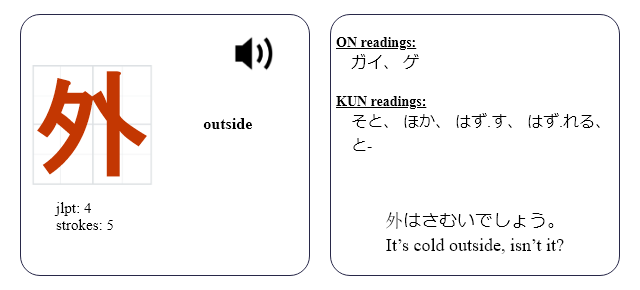 外
outside
jlpt: 4
strokes: 5
ON readings:
ガイ、 ゲ
KUN readings:
そと、 ほか、 はず.す、 はず.れる、
と-
外はさむいでしょう。
It’s cold outside, isn’t it?